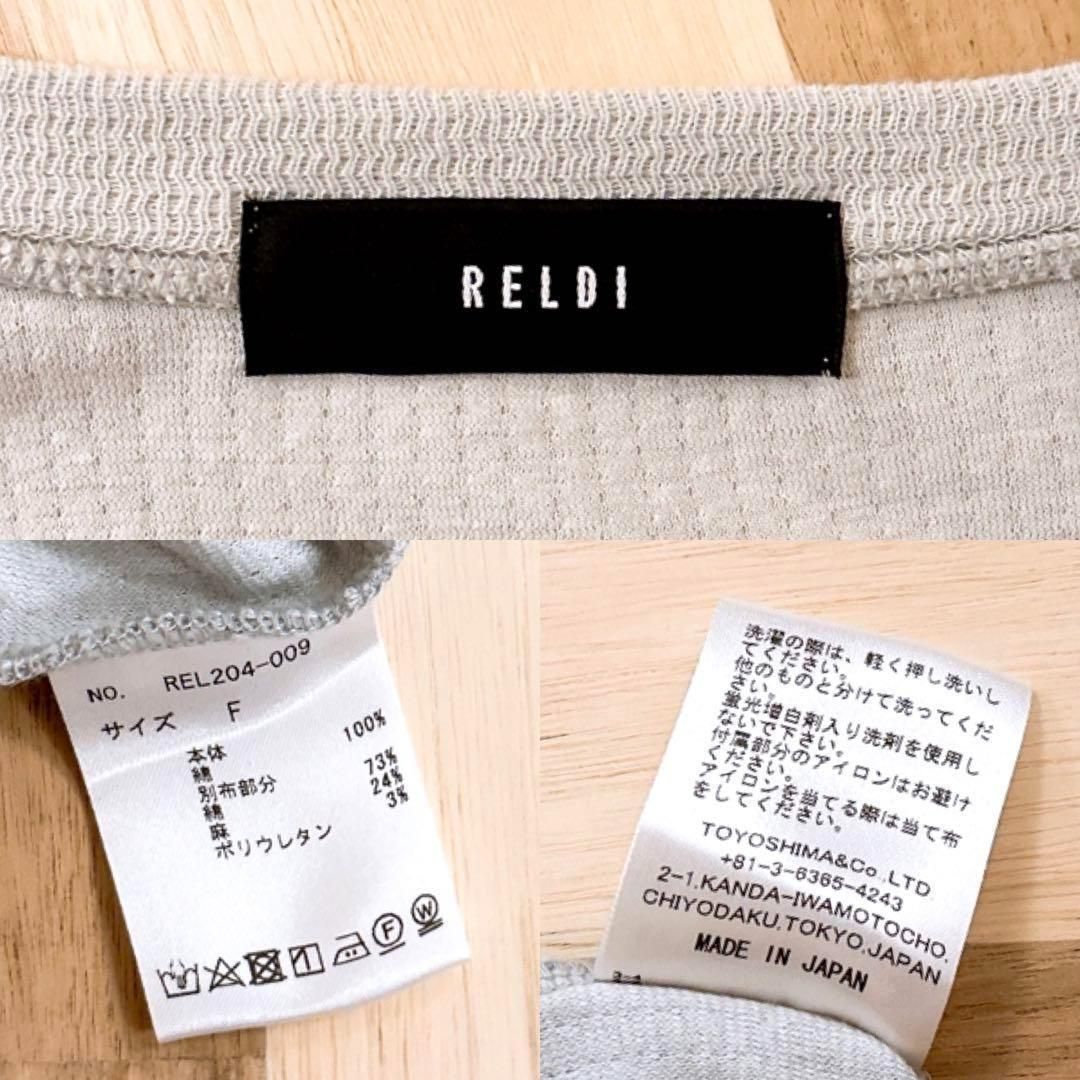 RELDI
NO. REL204-009
サイズ F
本体
綿 100%
別布部分
綿 73%
麻 24%
ポリウレタン 3%
F W
洗濯の際は、軽く押し洗いし
てください。
他のものと分けて洗ってくだ
さい。
蛍光増白剤入り洗剤を使用し
ないで下さい。
付属部分のアイロンはお避け
ください。
アイロンを当てる際は当て布
をしてください。
TOYOSHIMA&Co.,LTD
+81-3-6365-4243
2-1.KANDA-IWAMOTOCHO.
CHIYODAKU.TOKYO.JAPAN
MADE IN JAPAN